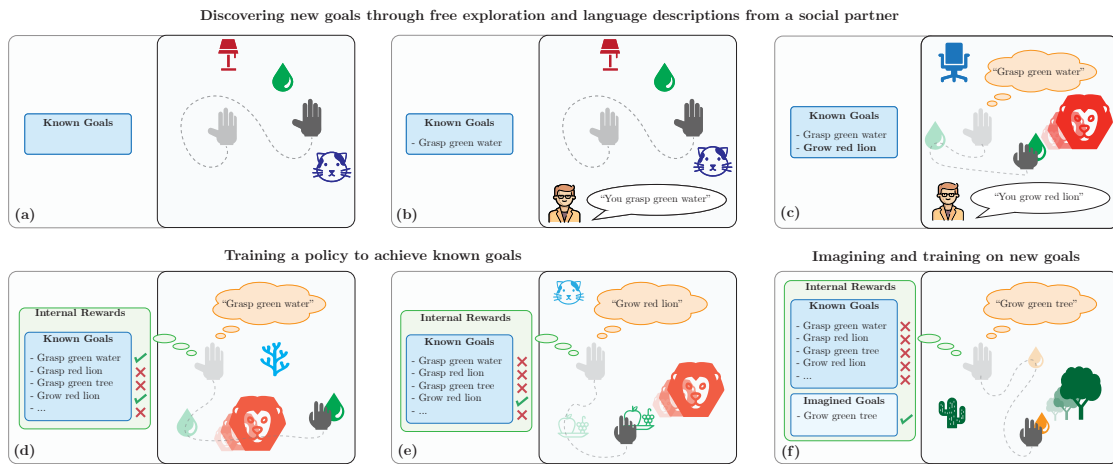 Discovering new goals through free exploration and language descriptions from a social partner
Known Goals
(a)
Known Goals
- Grasp green water
"You grasp green water"
(b)
"Grasp green water"
Known Goals
- Grasp green water
- Grow red lion
"You grow red lion"
(c)
Training a policy to achieve known goals
Imagining and training on new goals
"Grasp green water"
Internal Rewards
Known Goals
- Grasp green water
- Grasp red lion
- Grasp green tree
- Grow red lion
- ...
(d)
"Grow red lion"
Internal Rewards
Known Goals
- Grasp green water
- Grasp red lion
- Grasp green tree
- Grow red lion
- ...
(e)
Internal Rewards
"Grow green tree"
Known Goals
- Grasp green water
- Grasp red lion
- Grasp green tree
- Grow red lion
- ...
Imagined Goals
- Grow green tree
(f)